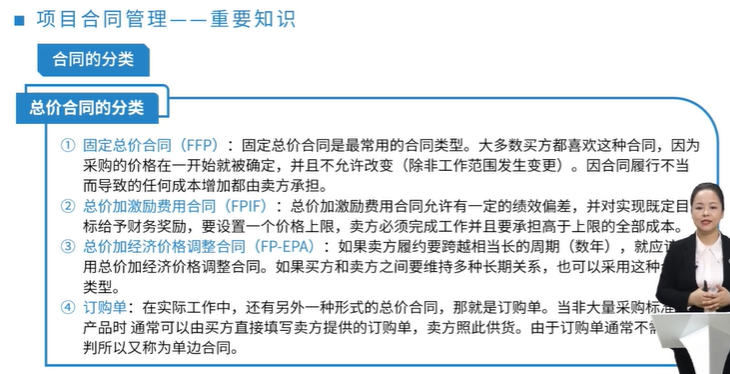 项目合同管理——重要知识
合同的分类
总价合同的分类
① 固定总价合同（FFP）：固定总价合同是最常用的合同类型。大多数买方都喜欢这种合同，因为
采购的价格在一开始就被确定，并且不允许改变（除非工作范围发生变更）。因合同履行不当
而导致的任何成本增加都由卖方承担。
② 总价加激励费用合同（FPIF）：总价加激励费用合同允许有一定的绩效偏差，并对实现既定目
标给予财务奖励，要设置一个价格上限，卖方必须完成工作并且要承担高于上限的全部成本。
③ 总价加经济价格调整合同（FP-EPA）：如果卖方履约要跨越相当长的周期（数年），就应
用总价加经济价格调整合同。如果买方和卖方之间要维持多种长期关系，也可以采用这种
类型。
④ 订购单：在实际工作中，还有另外一种形式的总价合同，那就是订购单。当非大量采购标准
产品时 通常可以由买方直接填写卖方提供的订购单，卖方照此供货。由于订购单通常不
判所以又称为单边合同。